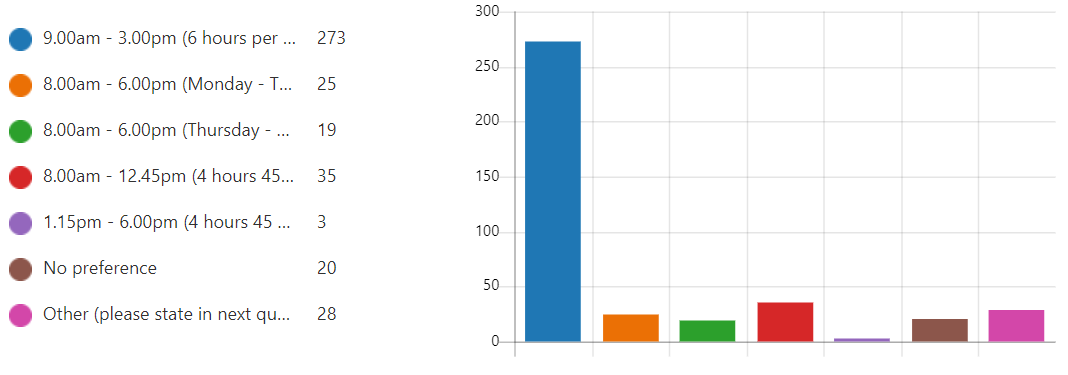 9.00am - 3.00pm (6 hours per ... 273
8.00am - 6.00pm (Monday - T... 25
8.00am - 6.00pm (Thursday - ... 19
8.00am - 12.45pm (4 hours 45... 35
1.15pm - 6.00pm (4 hours 45 ... 3
No preference 20
Other (please state in next qu... 28
300
250
200
150
100
50
0